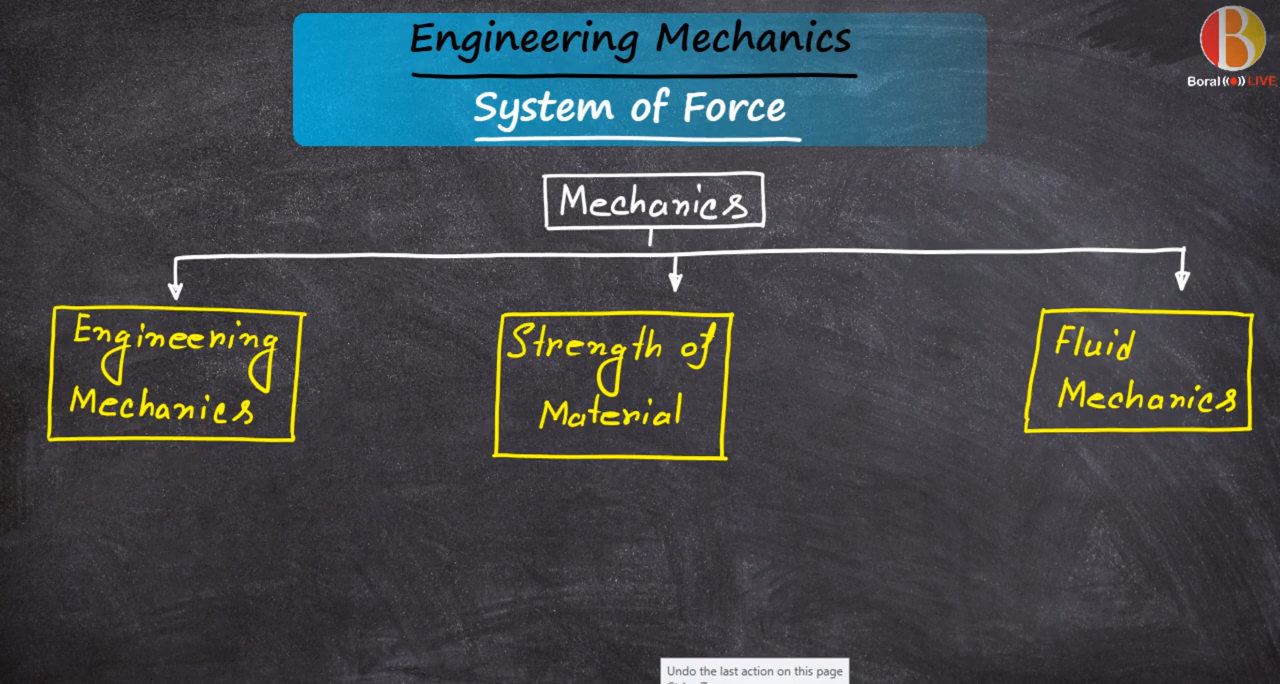 Engineering Mechanics
System of Force
Boral ((●)) LIVE
Mechanics
Engineering
Mechanics
Strength of
Material
Fluid
Mechanics
Undo the last action on this page